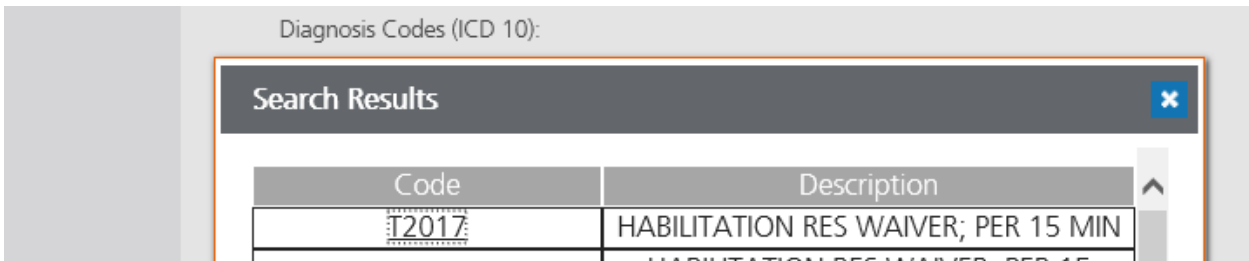 Diagnosis Codes (ICD 10):
Search Results
Code Description
T2017 HABILITATION RES WAIVER; PER 15 MIN